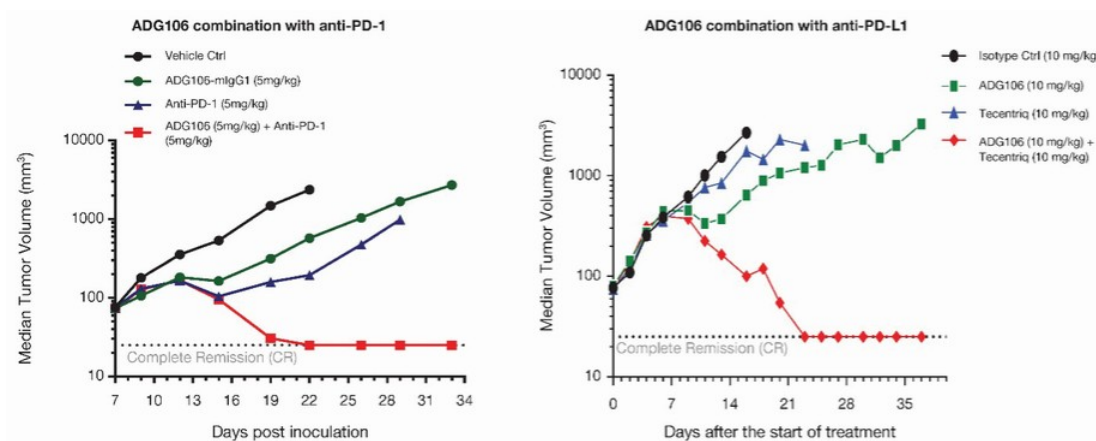 ADG106 combination with anti-PD-1
Vehicle Ctrl
ADG106-mIgG1 (5mg/kg)
Anti-PD-1 (5mg/kg)
ADG106 (5mg/kg) + Anti-PD-1
(5mg/kg)
10000
1000
100
10
Median Tumor Volume (mm³)
Complete Remission (CR)
7 10 13 16 19 22 25 28 31 34
Days post inoculation
ADG106 combination with anti-PD-L1
Isotype Ctrl (10 mg/kg
ADG106 (10 mg/kg)
Tecentriq (10 mg/kg)
ADG106 (10 mg/kg) +
Tecentriq (10 mg/kg)
10000
1000
100
10
Median Tumor Volume (mm³)
Complete Remission (CR)
0 7 14 21 28 35
Days after the start of treatment